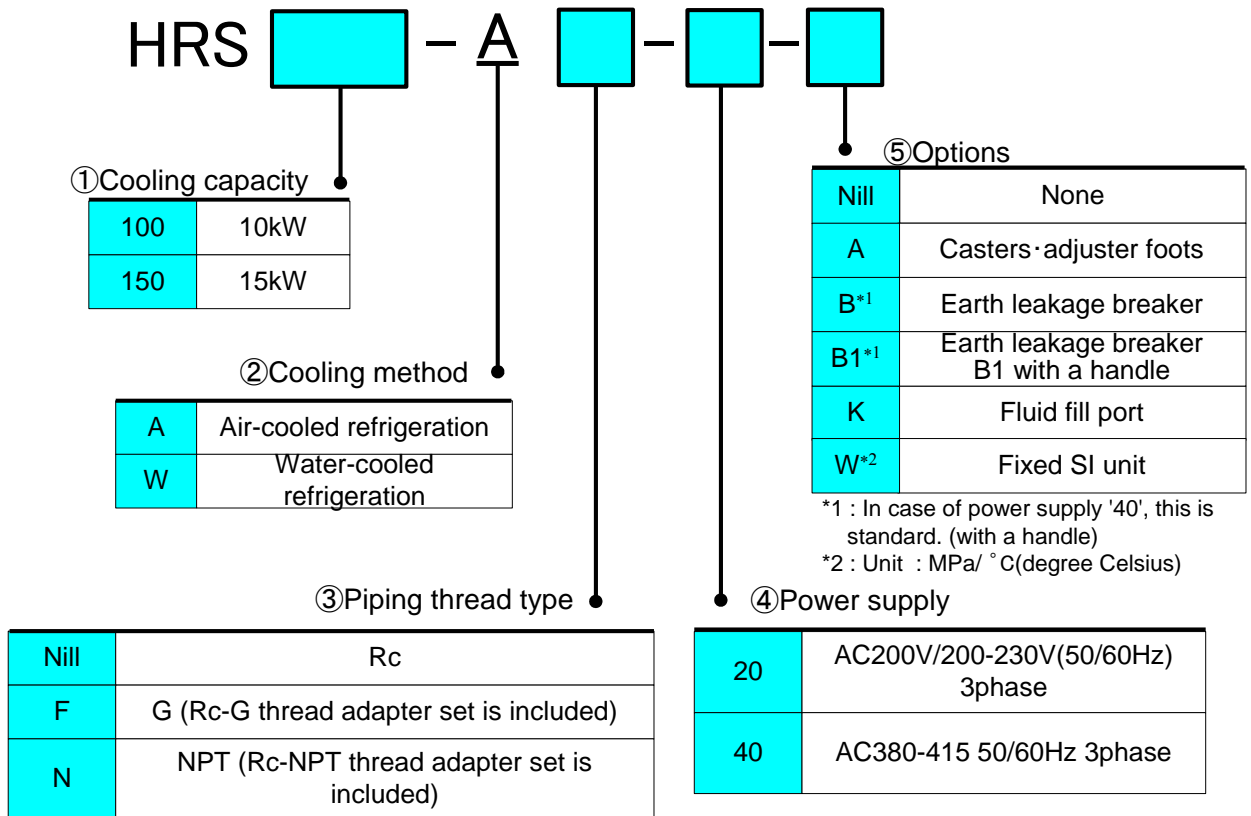 HRS - A - -
⑤Options
Nill None
A Casters・adjuster foots
B*1 Earth leakage breaker
B1*1 Earth leakage breaker
B1 with a handle
K Fluid fill port
W*2 Fixed SI unit
*1 : In case of power supply '40', this is
standard. (with a handle)
*2 : Unit : MPa/ ˚C(degree Celsius)
①Cooling capacity
100 10kW
150 15kW
②Cooling method
A Air-cooled refrigeration
W Water-cooled
refrigeration
③Piping thread type
Nill Rc
F G (Rc-G thread adapter set is included)
N NPT (Rc-NPT thread adapter set is
included)
④Power supply
20 AC200V/200-230V(50/60Hz)
3phase
40 AC380-415 50/60Hz 3phase